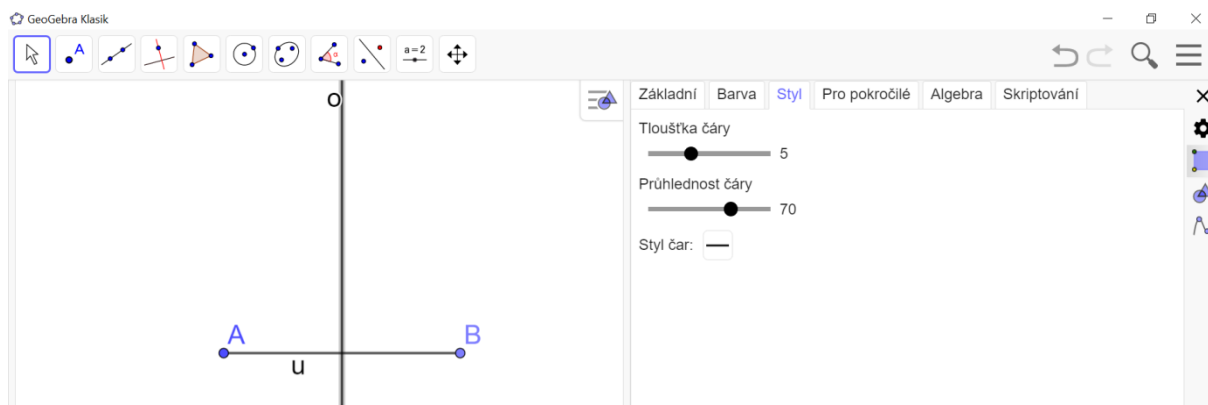 GeoGebra Klasik
A
α
a=2
Základní Barva Styl Pro pokročilé Algebra Skriptování
Tloušťka čáry
5
Průhlednost čáry
70
Styl čar:
o
A
B
u